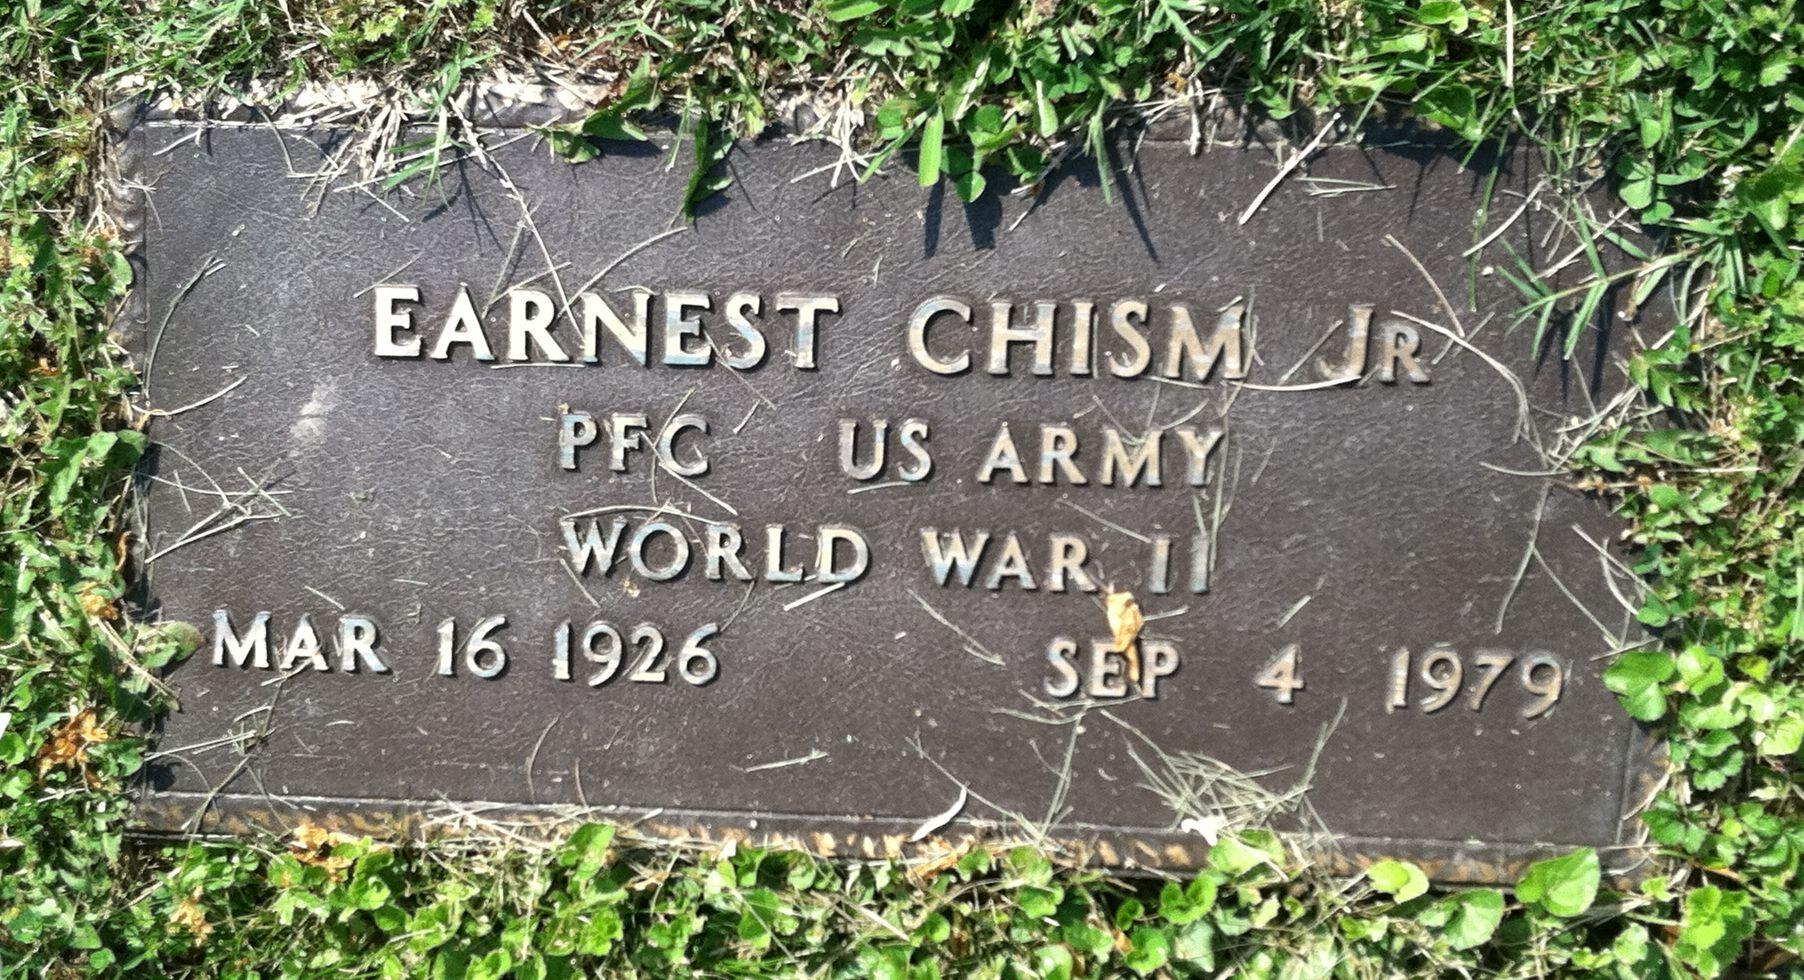 EARNEST CHISM JR
PFC US ARMY
WORLD WAR II
MAR 16 1926 SEP 4 1979